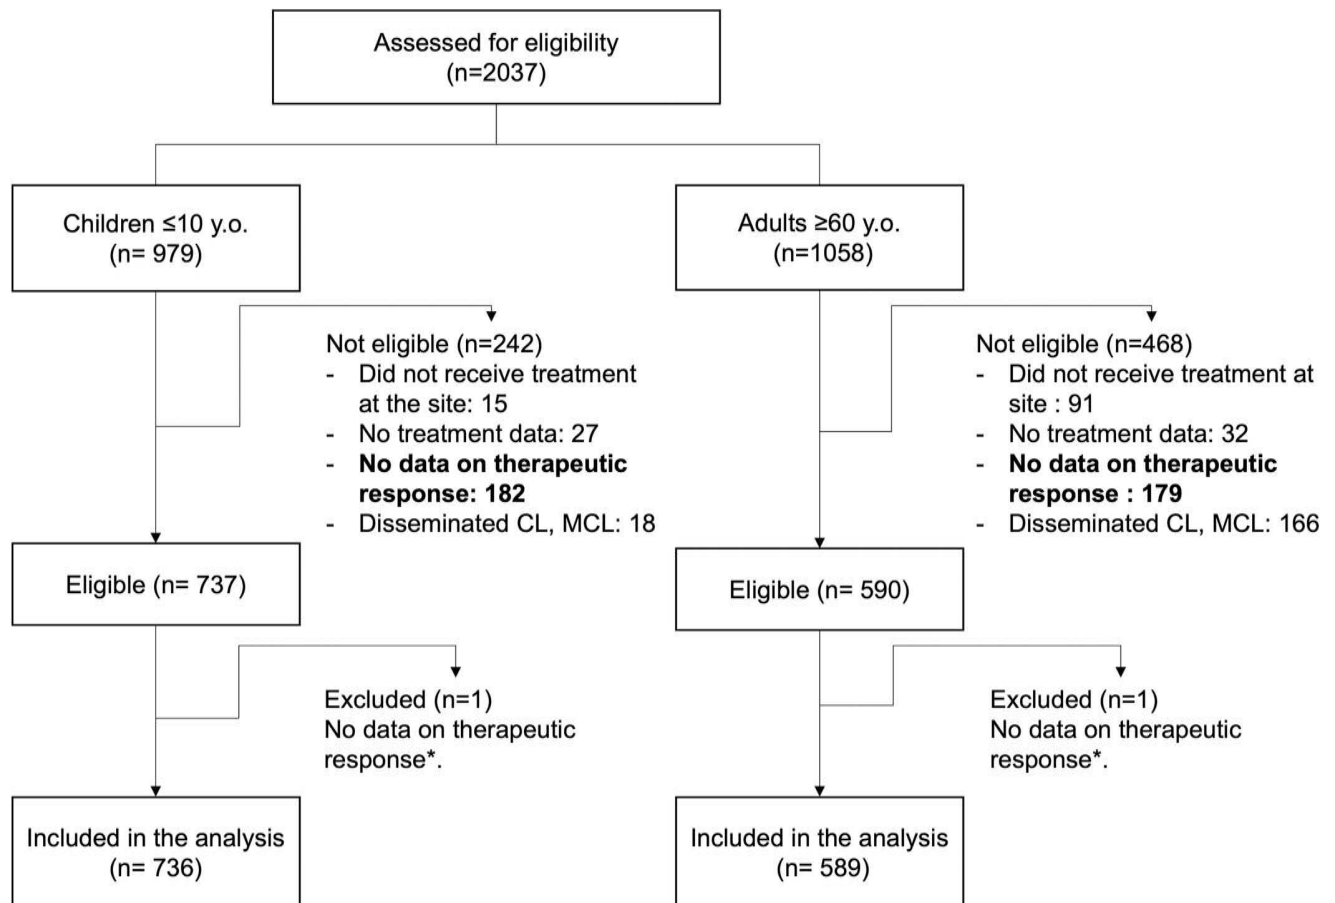 Assessed for eligibility
(n=2037)
Children ≤10 y.o.
(n= 979)
Adults ≥60 y.o.
(n=1058)
Not eligible (n=242)
- Did not receive treatment
at the site: 15
- No treatment data: 27
- No data on therapeutic
response: 182
- Disseminated CL, MCL: 18
Not eligible (n=468)
- Did not receive treatment at
site : 91
- No treatment data: 32
- No data on therapeutic
response : 179
- Disseminated CL, MCL: 166
Eligible (n= 737)
Eligible (n= 590)
Excluded (n=1)
No data on therapeutic
response*.
Excluded (n=1)
No data on therapeutic
response*.
Included in the analysis
(n= 736)
Included in the analysis
(n= 589)